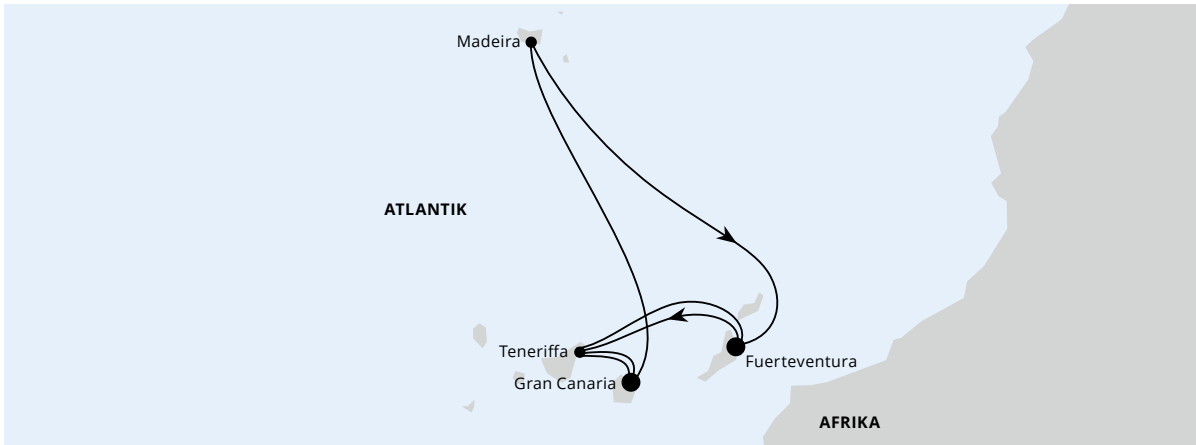 Madeira
ATLANTIK
Teneriffa
Fuerteventura
Gran Canaria
AFRIKA